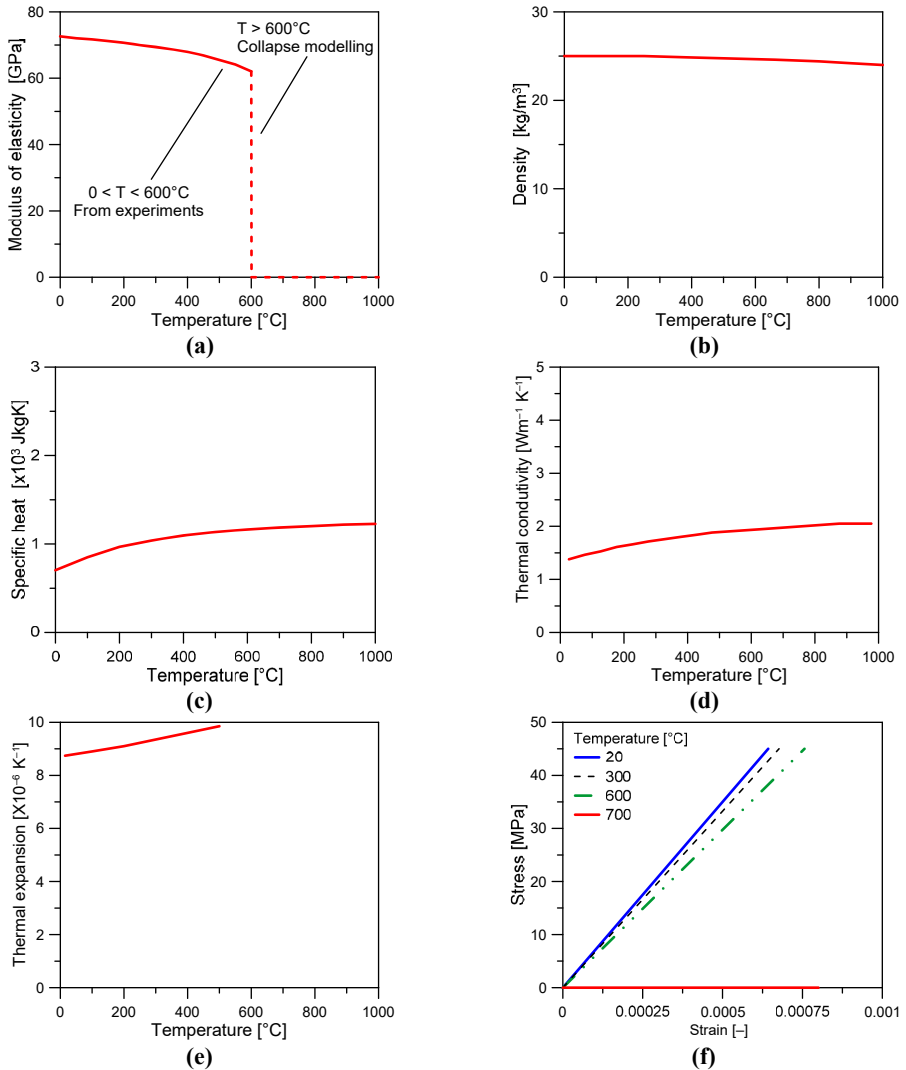 80
60
40
20
0
Modulus of elasticity [GPa]
T > 600°C
Collapse modelling
0 < T < 600°C
From experiments
0 200 400 600 800 1000
Temperature [°C]
(a)
30
20
10
0
Density [kg/m³]
0 200 400 600 800 1000
Temperature [°C]
(b)
3
2
1
0
Specific heat [x10³ JkgK]
0 200 400 600 800 1000
Temperature [°C]
(c)
5
4
3
2
1
0
Thermal condutivity [Wm⁻¹ K⁻¹]
0 200 400 600 800 1000
Temperature [°C]
(d)
10
8
6
4
2
0
Thermal expansion [X10⁻⁶ K⁻¹]
0 200 400 600 800 1000
Temperature [°C]
(e)
50
40
30
20
10
0
Stress [MPa]
Temperature [°C]
20
300
600
700
0 0.00025 0.0005 0.00075 0.001
Strain [–]
(f)